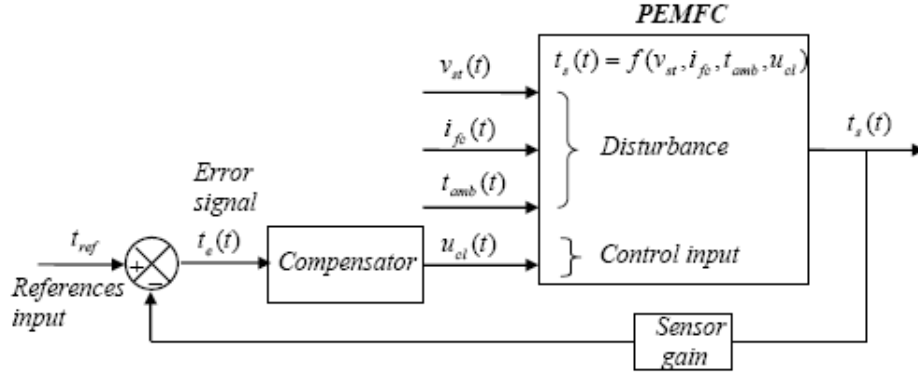 PEMFC
t_s(t) = f(v_st, i_fc, t_amb, u_cl)
v_st(t)
i_fc(t)
Disturbance
t_s(t)
t_amb(t)
Error
signal
t_ref
t_e(t)
Compensator
u_cl(t)
Control input
+
−
References
input
Sensor
gain